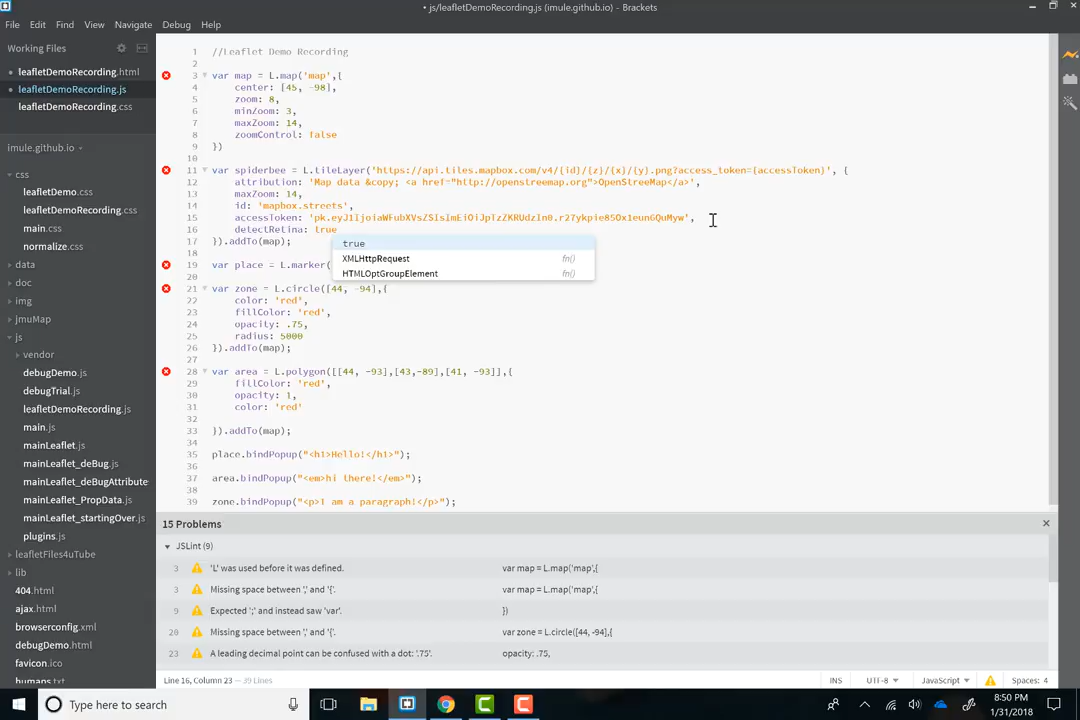 • js/leafletDemoRecording.js (imule.github.io) - Brackets
File Edit Find View Navigate Debug Help
Working Files
• leafletDemoRecording.html
• leafletDemoRecording.js
leafletDemoRecording.css
imule.github.io
css
leafletDemo.css
leafletDemoRecording.css
main.css
normalize.css
data
doc
img
jmuMap
js
vendor
debugDemo.js
debugTrial.js
leafletDemoRecording.js
main.js
mainLeaflet.js
mainLeaflet_deBug.js
mainLeaflet_deBugAttribute
mainLeaflet_PropData.js
mainLeaflet_startingOver.js
plugins.js
leafletFiles4uTube
lib
404.html
ajax.html
browserconfig.xml
debugDemo.html
favicon.ico
humans.txt
1 //Leaflet Demo Recording
2
3 var map = L.map('map',{
4 center: [45, -98],
5 zoom: 8,
6 minZoom: 3,
7 maxZoom: 14,
8 zoomControl: false
9 })
10
11 var spiderbee = L.tileLayer('https://api.tiles.mapbox.com/v4/{id}/{z}/{x}/{y}.png?access_token={accessToken}', {
12 attribution: 'Map data &copy; <a href="http://openstreemap.org">OpenStreeMap</a>',
13 maxZoom: 14,
14 id: 'mapbox.streets',
15 accessToken:
16 detectRetina: true
17 }).addTo(map);
18
19 var place = L.marker(
20
21 var zone = L.circle([44, -94],{
22 color: 'red',
23 fillColor: 'red',
24 opacity: .75,
25 radius: 5000
26 }).addTo(map);
27
28 var area = L.polygon([[44, -93],[43,-89],[41, -93]],{
29 fillColor: 'red',
30 opacity: 1,
31 color: 'red'
32
33 }).addTo(map);
34
35 place.bindPopup("<h1>Hello!</h1>");
36
37 area.bindPopup("<em>hi there!</em>");
38
39 zone.bindPopup("<p>I am a paragraph!</p>");
true
XMLHttpRequest fn()
HTMLOptGroupElement fn()
15 Problems
JSLint (9)
3 'L' was used before it was defined. var map = L.map('map',{
3 Missing space between ',' and '{'. var map = L.map('map',{
9 Expected ';' and instead saw 'var'. })
20 Missing space between ',' and '{'. var zone = L.circle([44, -94],{
23 A leading decimal point can be confused with a dot: '.75'. opacity: .75,
Line 16, Column 23 — 39 Lines
INS UTF-8 JavaScript Spaces: 4
Type here to search
8:50 PM
1/31/2018